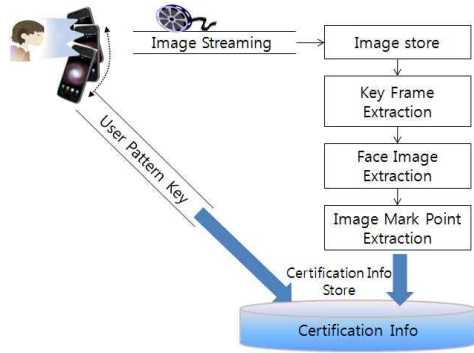 Image Streaming
Image store
Key Frame
Extraction
Face Image
Extraction
User Pattern Key
Image Mark Point
Extraction
Certification Info
Store
Certification Info